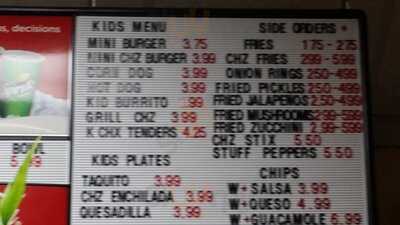 s, decisions
BOWL
5.99
KIDS MENU
MINI BURGER 3.75
MINI CHZ BURGER 3.99
CORN DOG 3.99
HOT DOG 3.99
KID BURRITO 1.99
GRILL CHZ 3.99
K CHX TENDERS 4.25
KIDS PLATES
TAQUITO 3.99
CHZ ENCHILADA 3.99
QUESADILLA 3.99
SIDE ORDERS
FRIES 1.75 - 2.75
CHZ FRIES 2.99 - 5.99
ONION RINGS 2.50-4.99
FRIED PICKLES 2.50-4.99
FRIED JALAPENOS 2.50-4.99
FRIED MUSHROOMS 2.99-5.99
FRIED ZUCCHINI 2.99-5.99
CHZ STIX 5.50
STUFF PEPPERS 5.50
CHIPS
W+SALSA 3.99
W+QUESO 4.99
W+GUACAMOLE 6.99